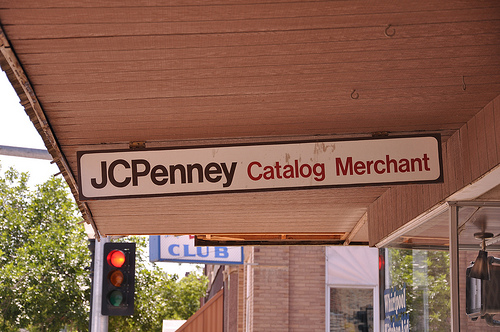 JCPenney Catalog Merchant
CLUB